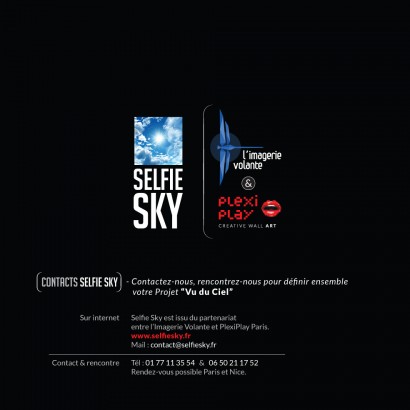 SELFIE
SKY
l'imagerie
volante
&
PLEXI
PLAY
CREATIVE WALL ART
CONTACTS SELFIE SKY - Contactez-nous, rencontrez-nous pour définir ensemble
votre Projet "Vu du Ciel"
Sur internet Selfie Sky est issu du partenariat
entre l'Imagerie Volante et PlexiPlay Paris.
www.selfiesky.fr
Mail : contact@selfiesky.fr
Contact & rencontre Tél : 01 77 11 35 54 & 06 50 21 17 52
Rendez-vous possible Paris et Nice.